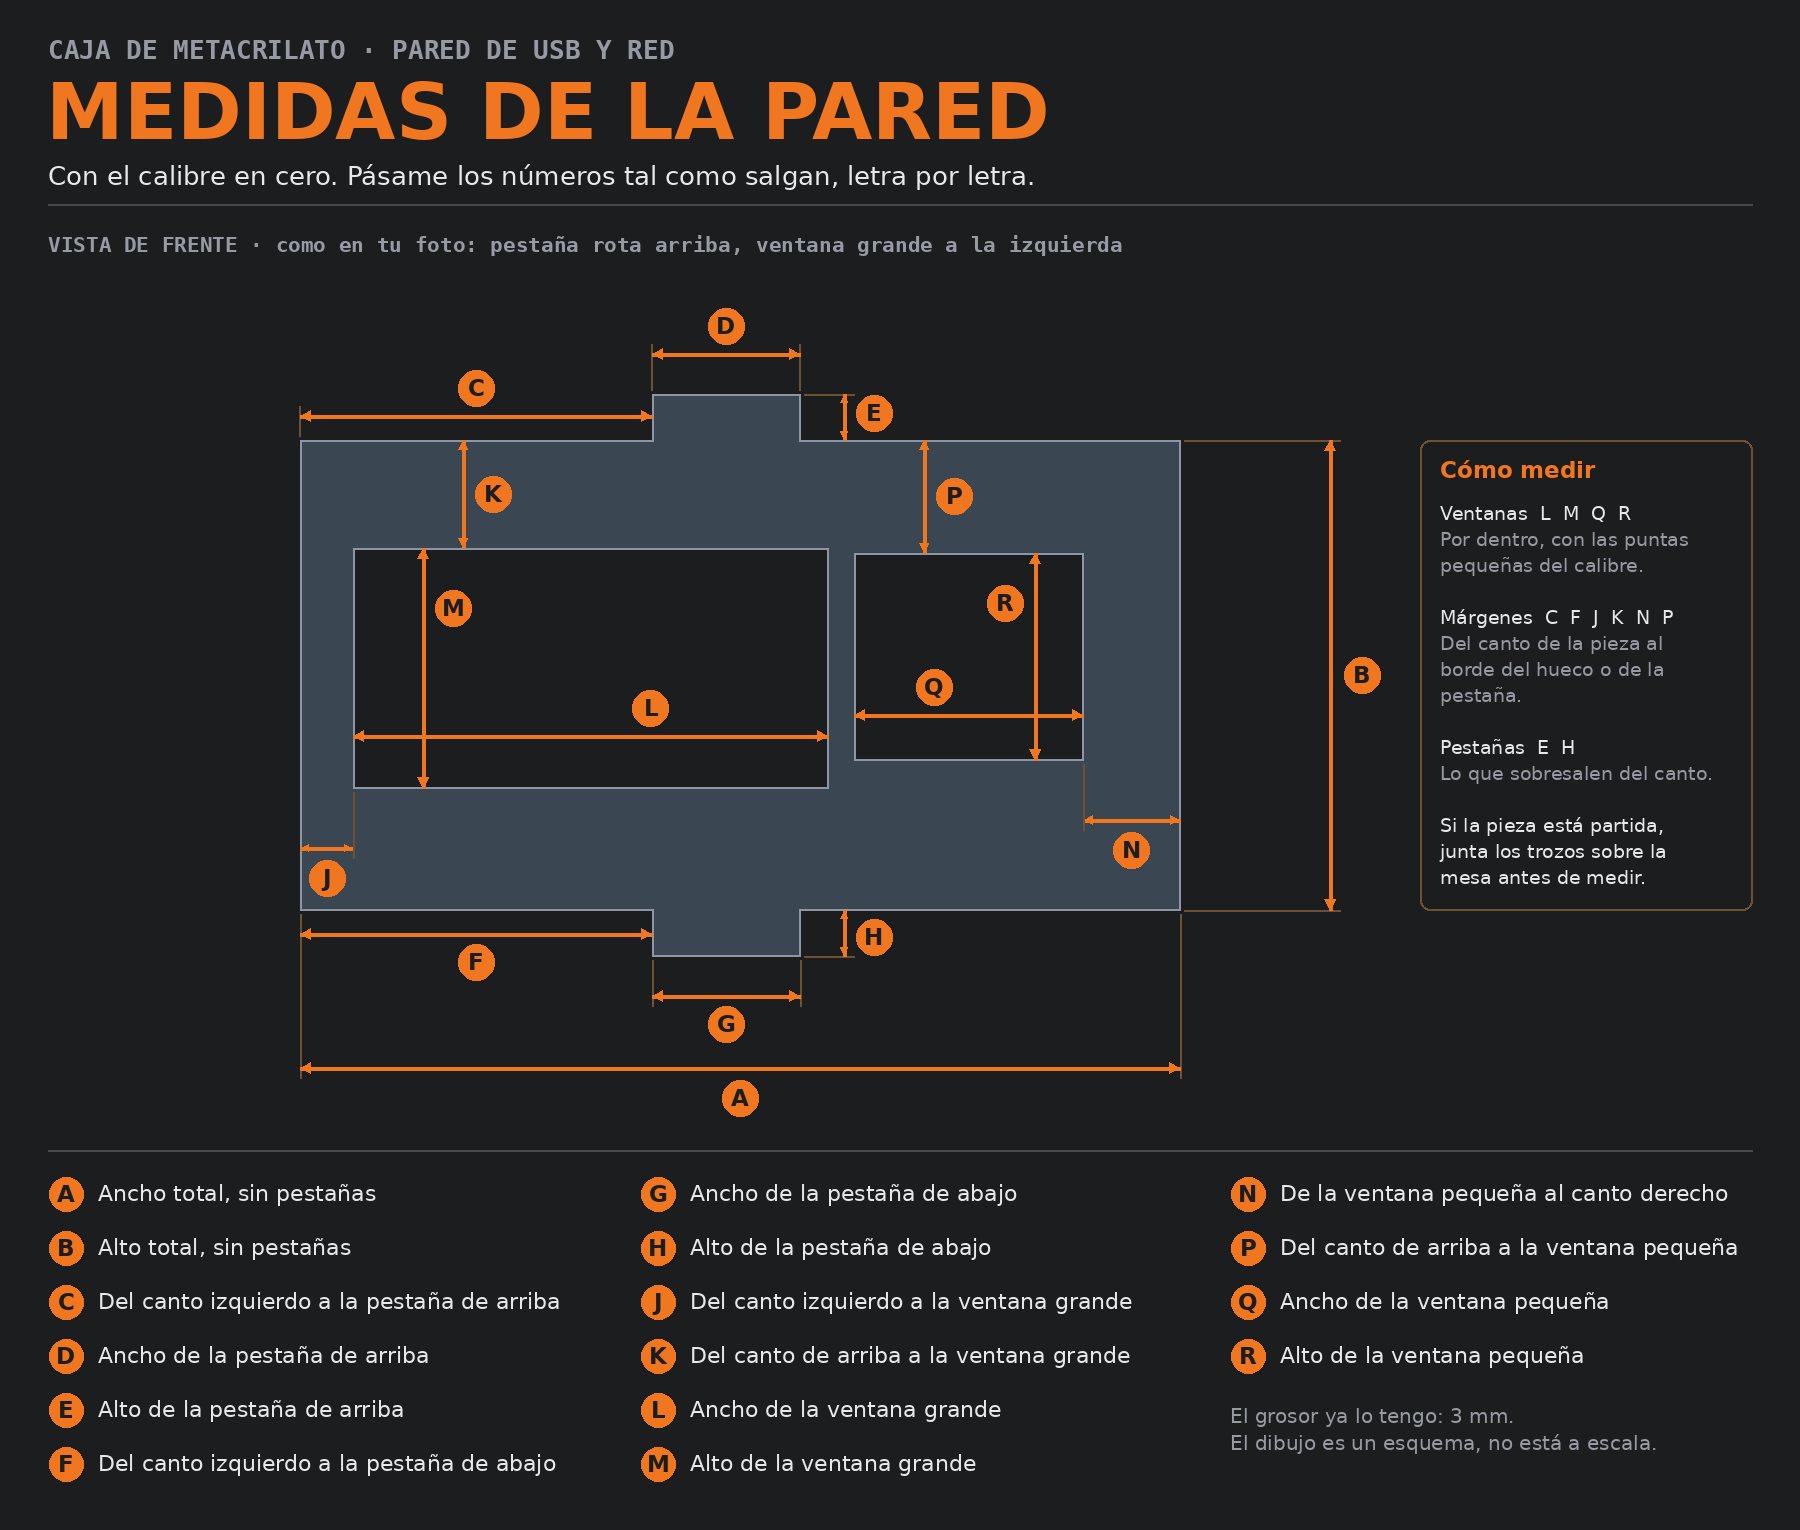 CAJA DE METACRILATO · PARED DE USB Y RED
MEDIDAS DE LA PARED
Con el calibre en cero. Pásame los números tal como salgan, letra por letra.
VISTA DE FRENTE · como en tu foto: pestaña rota arriba, ventana grande a la izquierda
D
C
E
K
P
M
R
Q
L
B
N
J
H
F
G
A
Cómo medir
Ventanas L M Q R
Por dentro, con las puntas
pequeñas del calibre.
Márgenes C F J K N P
Del canto de la pieza al
borde del hueco o de la
pestaña.
Pestañas E H
Lo que sobresalen del canto.
Si la pieza está partida,
junta los trozos sobre la
mesa antes de medir.
A Ancho total, sin pestañas
B Alto total, sin pestañas
C Del canto izquierdo a la pestaña de arriba
D Ancho de la pestaña de arriba
E Alto de la pestaña de arriba
F Del canto izquierdo a la pestaña de abajo
G Ancho de la pestaña de abajo
H Alto de la pestaña de abajo
J Del canto izquierdo a la ventana grande
K Del canto de arriba a la ventana grande
L Ancho de la ventana grande
M Alto de la ventana grande
N De la ventana pequeña al canto derecho
P Del canto de arriba a la ventana pequeña
Q Ancho de la ventana pequeña
R Alto de la ventana pequeña
El grosor ya lo tengo: 3 mm.
El dibujo es un esquema, no está a escala.